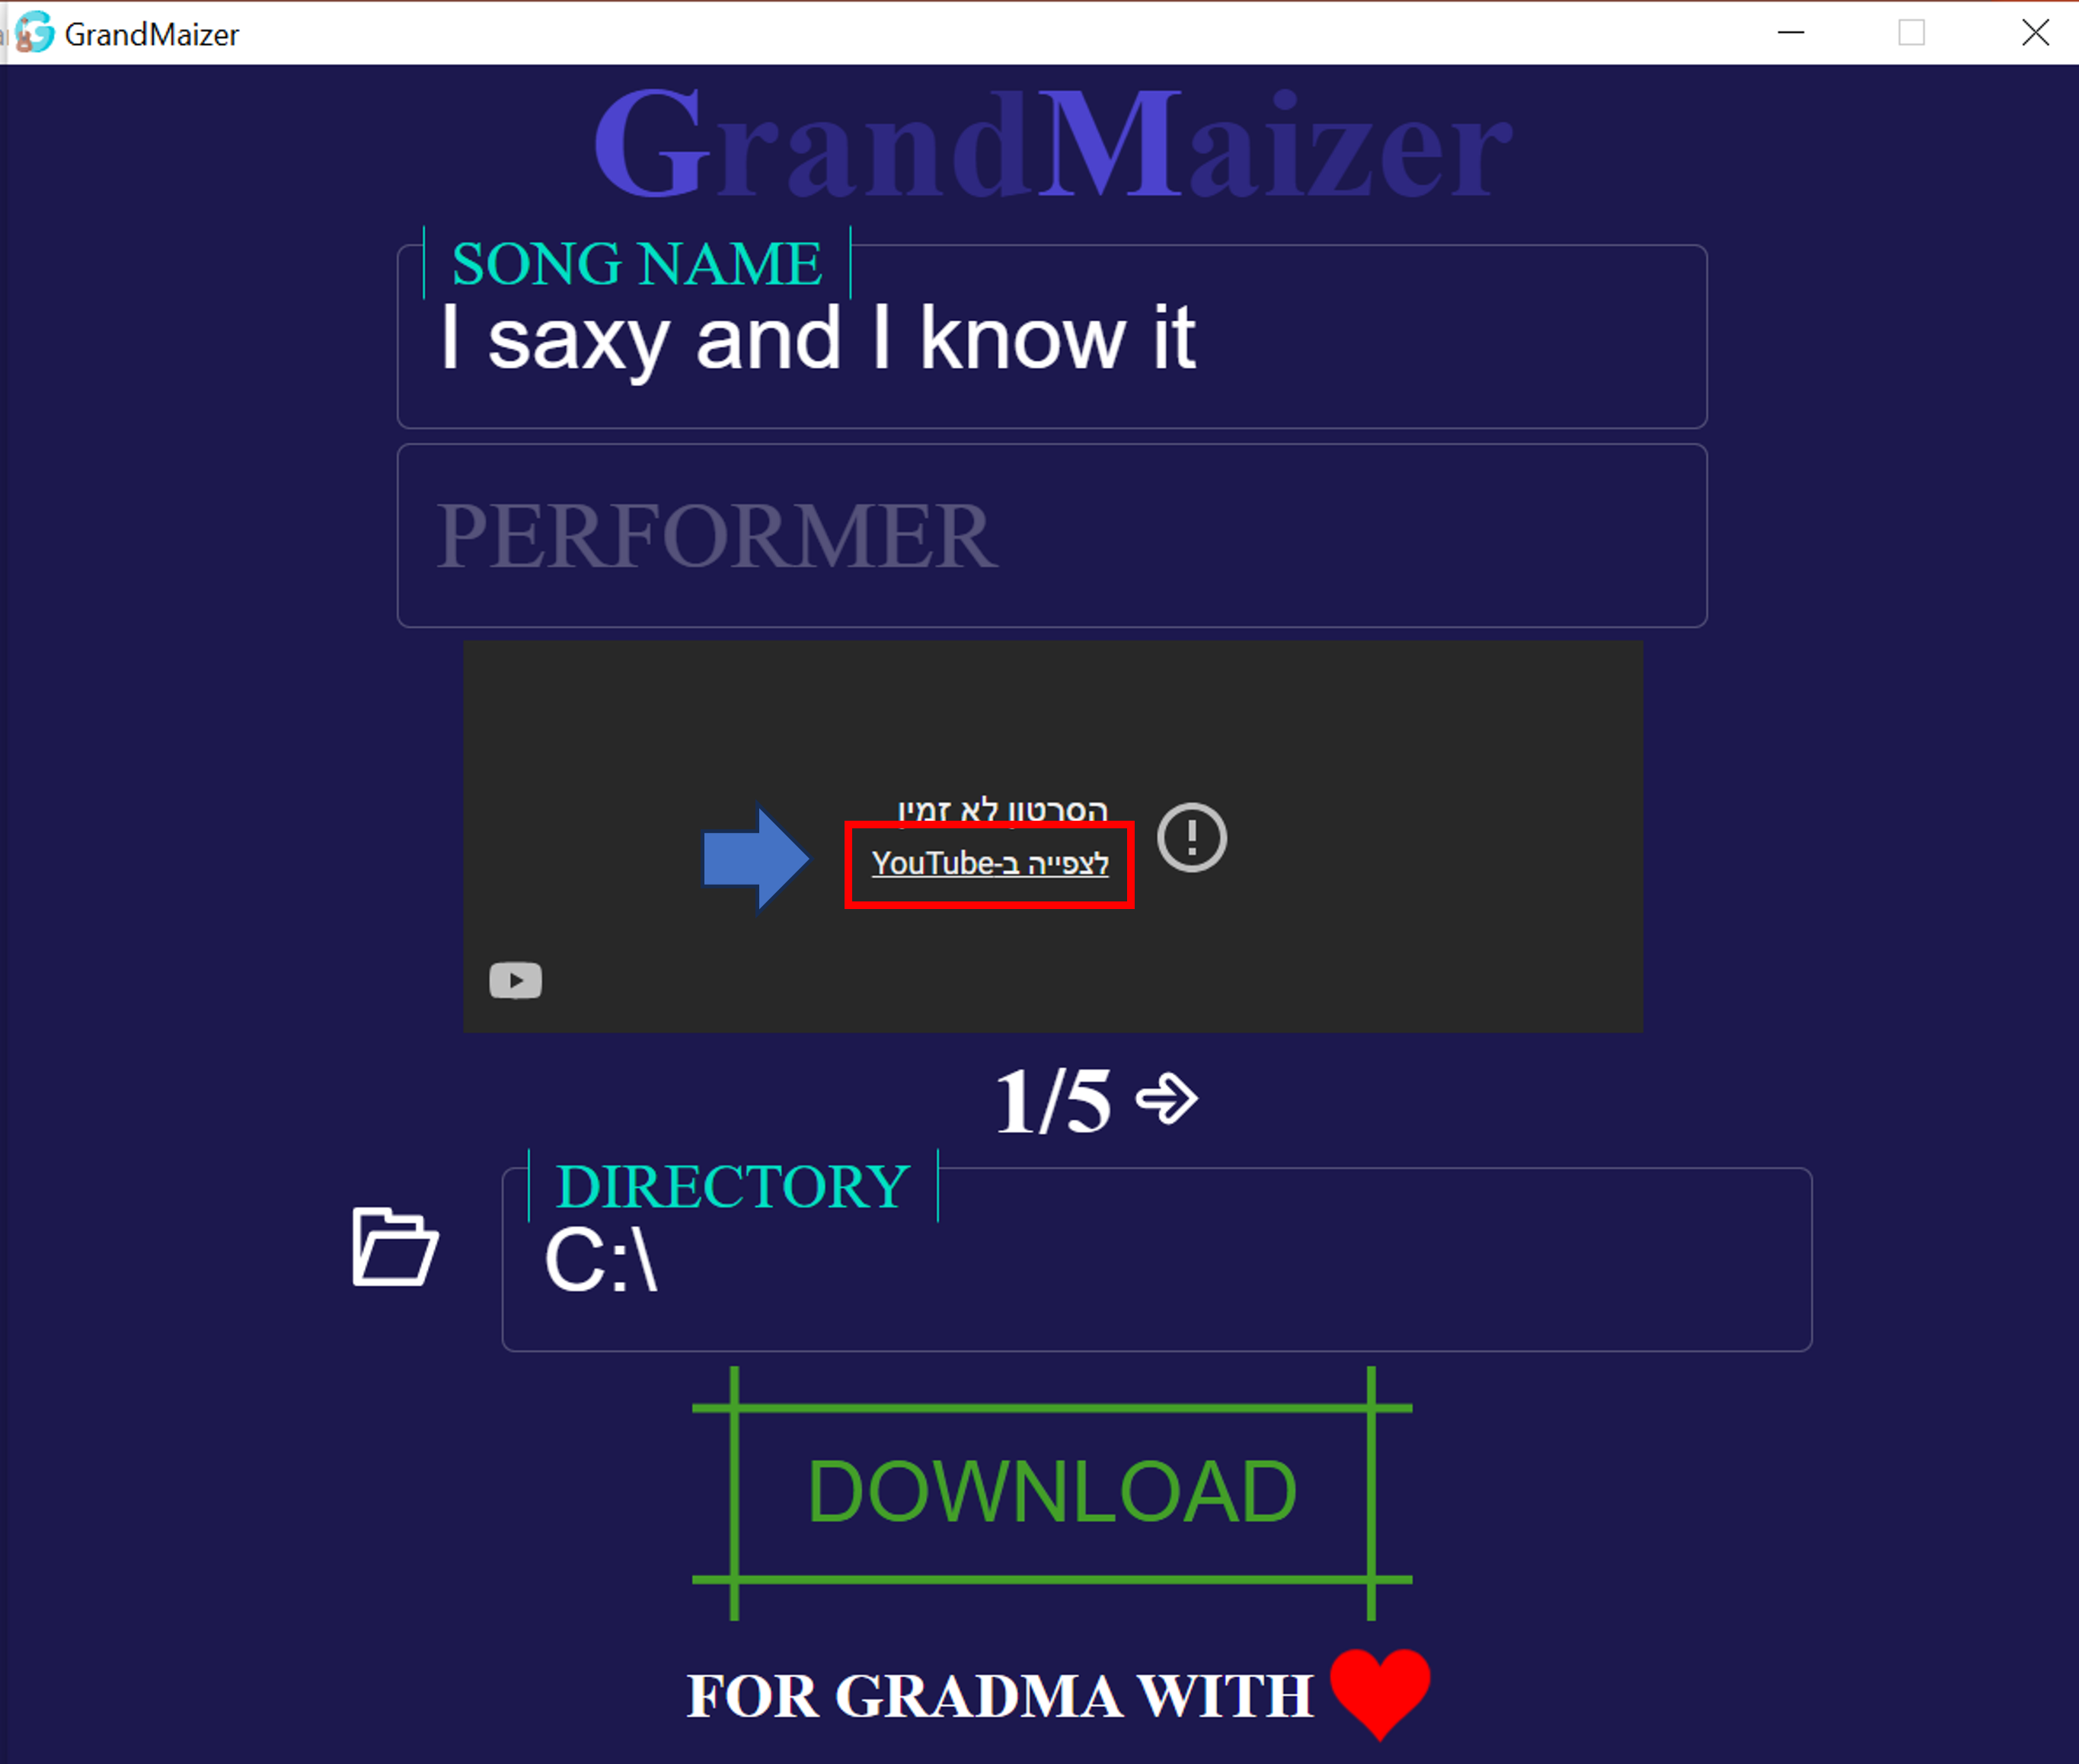 GrandMaizer
GrandMaizer
SONG NAME
I saxy and I know it
PERFORMER
הסרטון לא זמין
לצפייה ב-YouTube
1/5
DIRECTORY
C:\
DOWNLOAD
FOR GRADMA WITH